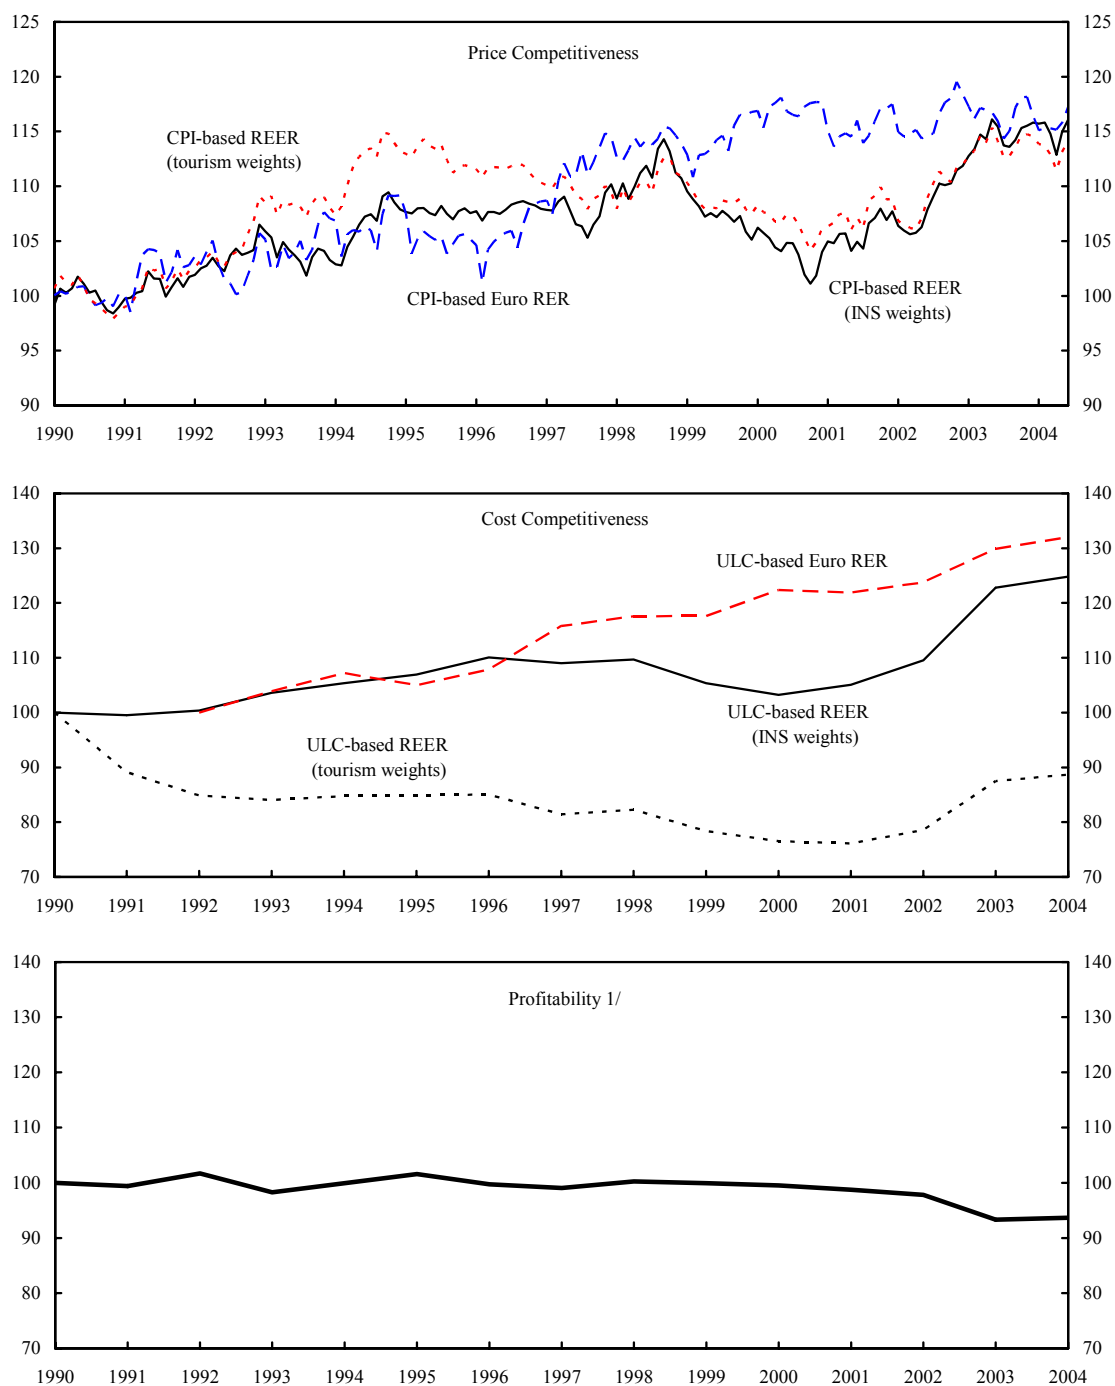 Price Competitiveness
125 125
120 120
115 115
110 110
105 105
100 100
95 95
90 90
CPI-based REER
(tourism weights)
CPI-based Euro RER
CPI-based REER
(INS weights)
1990 1991 1992 1993 1994 1995 1996 1997 1998 1999 2000 2001 2002 2003 2004
Cost Competitiveness
140 140
130 130
120 120
110 110
100 100
90 90
80 80
70 70
ULC-based Euro RER
ULC-based REER
(INS weights)
ULC-based REER
(tourism weights)
1990 1991 1992 1993 1994 1995 1996 1997 1998 1999 2000 2001 2002 2003 2004
Profitability 1/
140 140
130 130
120 120
110 110
100 100
90 90
80 80
70 70
1990 1991 1992 1993 1994 1995 1996 1997 1998 1999 2000 2001 2002 2003 2004